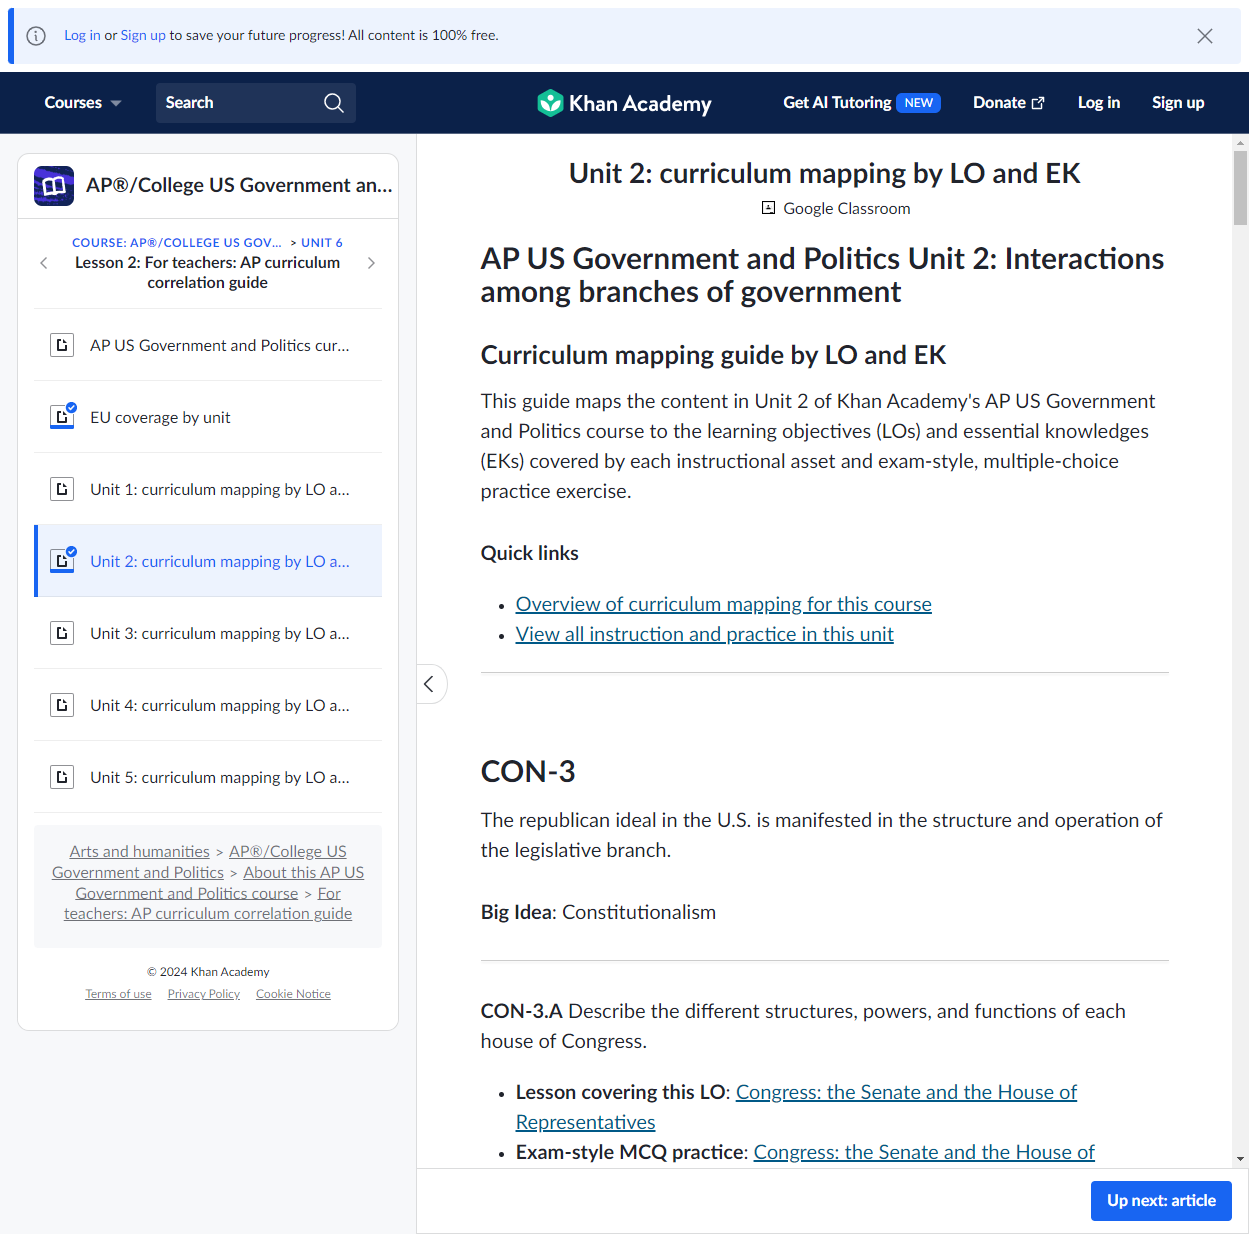 Log in or Sign up to save your future progress! All content is 100% free.
Courses
Search
Khan Academy
Get AI Tutoring NEW
Donate
Log in
Sign up
AP®/College US Government an...
COURSE: AP®/COLLEGE US GOV... > UNIT 6
Lesson 2: For teachers: AP curriculum
correlation guide
AP US Government and Politics cur...
EU coverage by unit
Unit 1: curriculum mapping by LO a...
Unit 2: curriculum mapping by LO a...
Unit 3: curriculum mapping by LO a...
Unit 4: curriculum mapping by LO a...
Unit 5: curriculum mapping by LO a...
Arts and humanities > AP®/College US
Government and Politics > About this AP US
Government and Politics course > For
teachers: AP curriculum correlation guide
© 2024 Khan Academy
Terms of use Privacy Policy Cookie Notice
Unit 2: curriculum mapping by LO and EK
Google Classroom
AP US Government and Politics Unit 2: Interactions
among branches of government
Curriculum mapping guide by LO and EK
This guide maps the content in Unit 2 of Khan Academy's AP US Government
and Politics course to the learning objectives (LOs) and essential knowledges
(EKs) covered by each instructional asset and exam-style, multiple-choice
practice exercise.
Quick links
• Overview of curriculum mapping for this course
• View all instruction and practice in this unit
CON-3
The republican ideal in the U.S. is manifested in the structure and operation of
the legislative branch.
Big Idea: Constitutionalism
CON-3.A Describe the different structures, powers, and functions of each
house of Congress.
• Lesson covering this LO: Congress: the Senate and the House of
Representatives
• Exam-style MCQ practice: Congress: the Senate and the House of
Up next: article